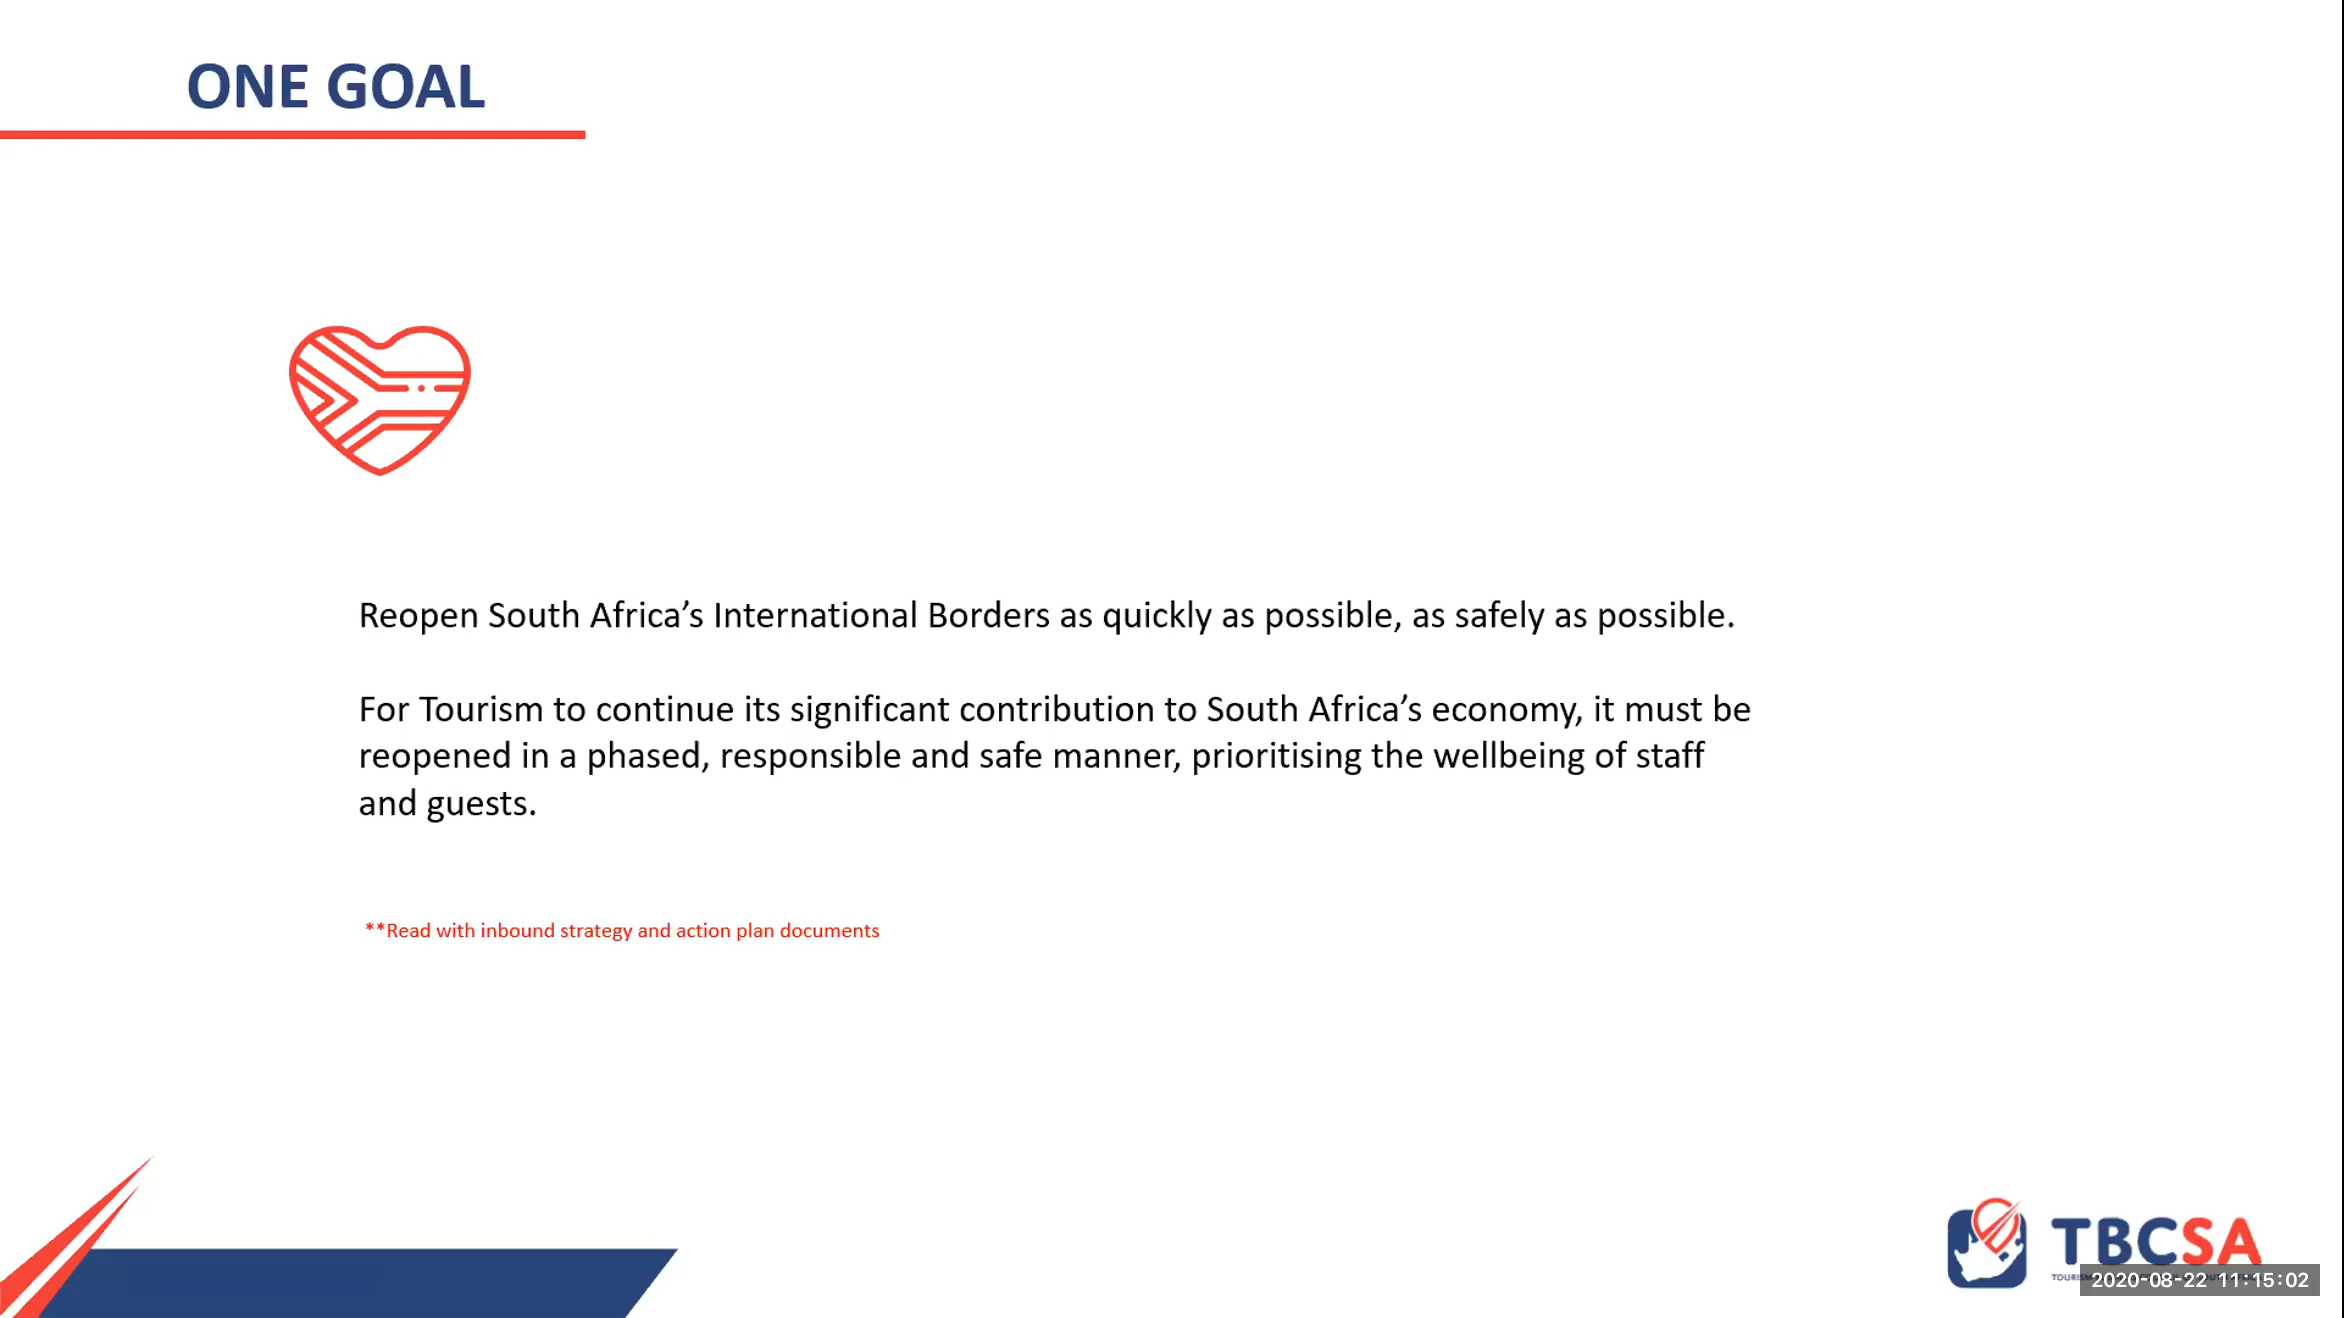 ONE GOAL
Reopen South Africa’s International Borders as quickly as possible, as safely as possible.
For Tourism to continue its significant contribution to South Africa’s economy, it must be
reopened in a phased, responsible and safe manner, prioritising the wellbeing of staff
and guests.
**Read with inbound strategy and action plan documents
TBCSA
2020-08-22 11:15:02